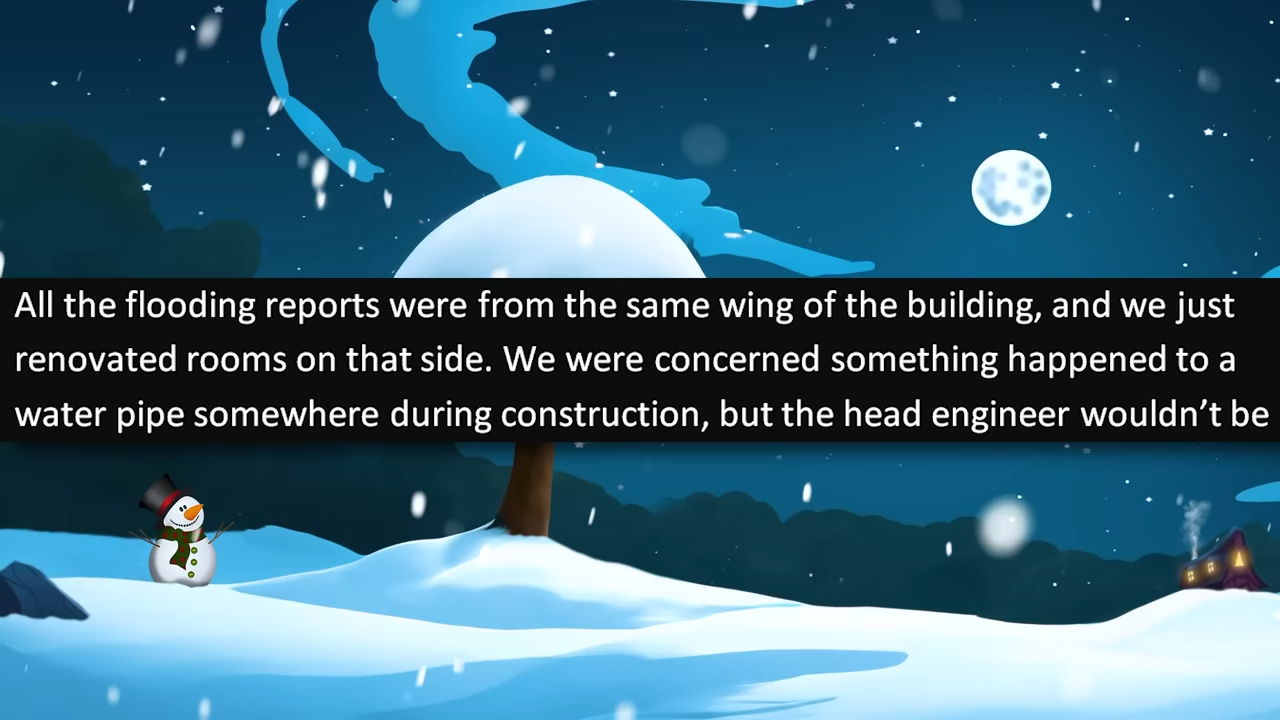 All the flooding reports were from the same wing of the building, and we just
renovated rooms on that side. We were concerned something happened to a
water pipe somewhere during construction, but the head engineer wouldn’t be